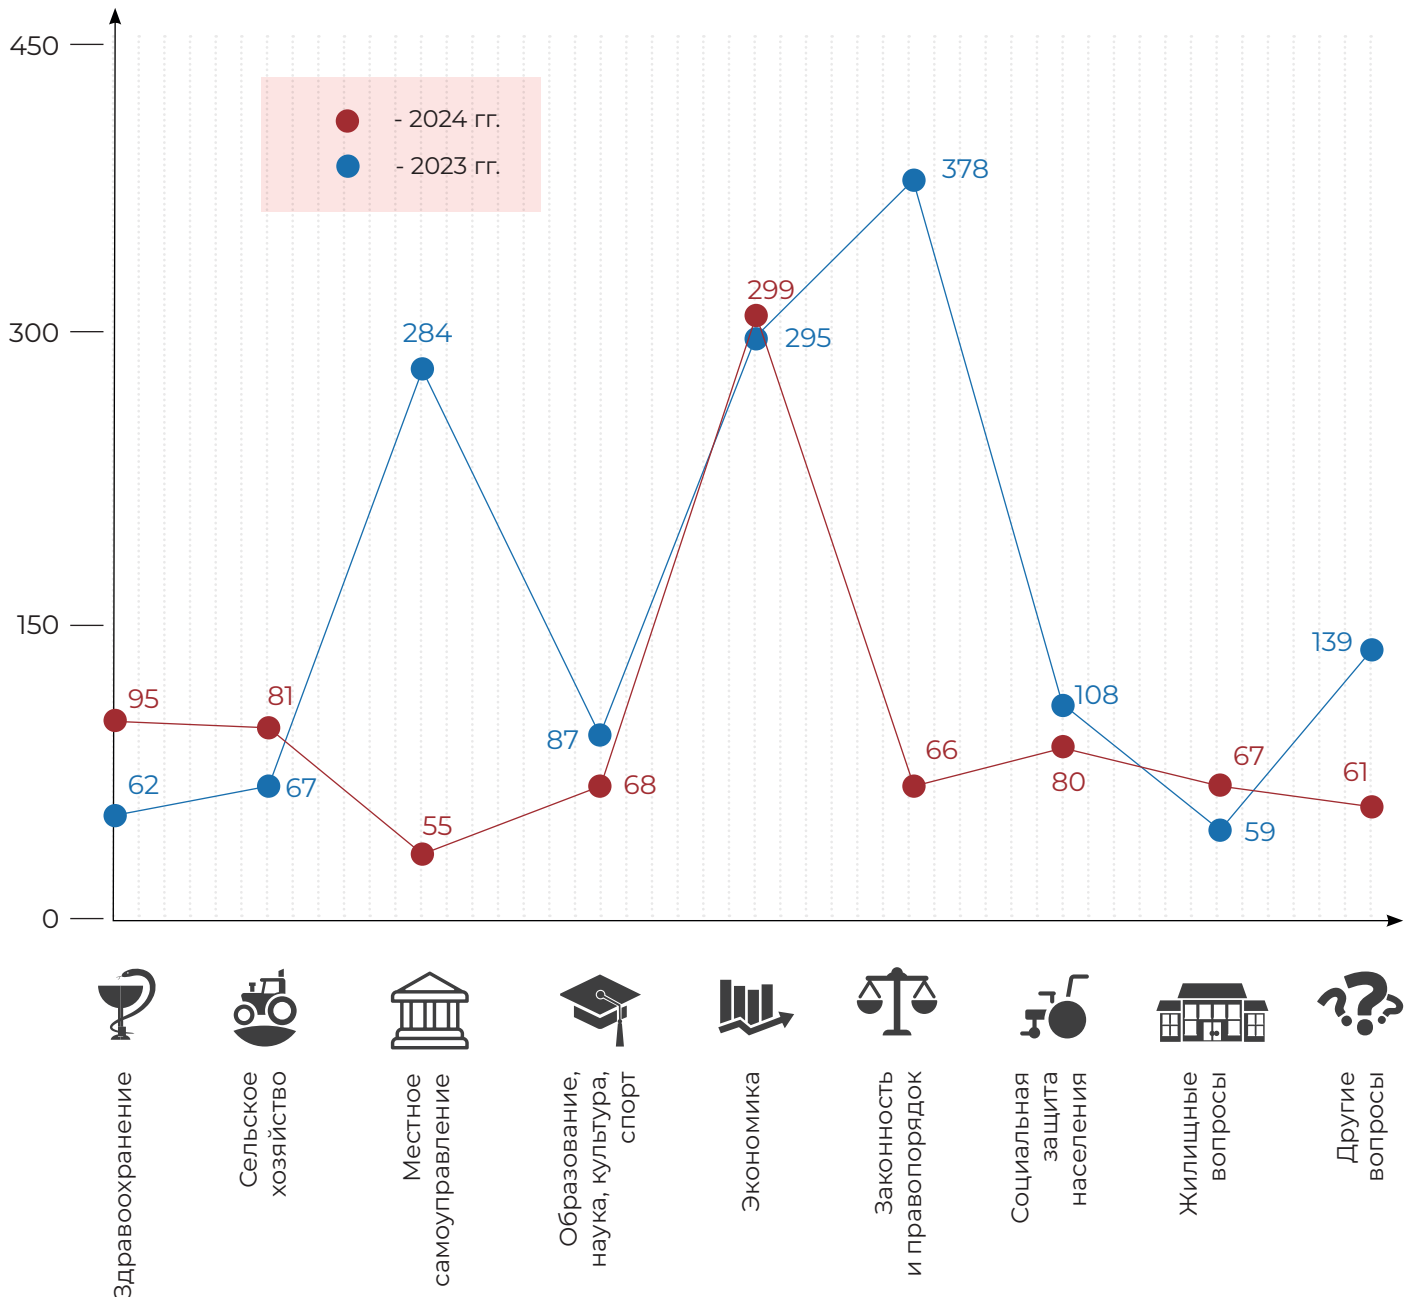 450
- 2024 гг.
- 2023 гг.
378
299
300
284
295
150
139
95
81
108
62
67
87
68
55
66
80
67
59
61
0
Здравоохранение
Сельское
хозяйство
Местное
самоуправление
Образование,
наука, культура,
спорт
Экономика
Законность
и правопорядок
Социальная
защита
населения
Жилищные
вопросы
Другие
вопросы